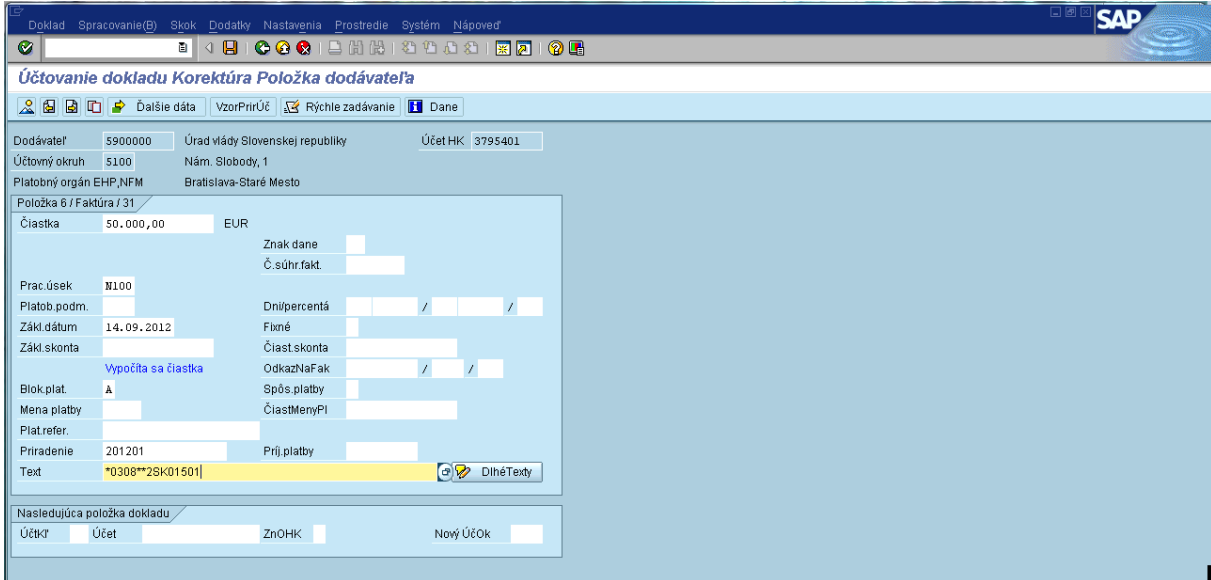 Doklad Spracovanie(B) Skok Dodatky Nastavenia Prostredie Systém Nápoveď
SAP
Účtovanie dokladu Korektúra Položka dodávateľa
Ďalšie dáta VzorPrirÚč Rýchle zadávanie Dane
Dodávateľ 5900000 Úrad vlády Slovenskej republiky Účet HK 3795401
Účtovný okruh 5100 Nám. Slobody, 1
Platobný orgán EHP,NFM Bratislava-Staré Mesto
Položka 6 / Faktúra / 31
Čiastka 50.000,00 EUR
Znak dane
Č.súhr.fakt.
Prac.úsek N100
Platob.podm. Dni/percentá / /
Zákl.dátum 14.09.2012 Fixné
Zákl.skonta Čiast.skonta
Vypočíta sa čiastka OdkazNaFak / /
Blok.plat. A Spôs.platby
Mena platby ČiastMenyPl
Plat.refer.
Priradenie 201201 Príj.platby
Text *0308**2SK01501 DlhéTexty
Nasledujúca položka dokladu
ÚčtKľ Účet ZnOHK Nový ÚčOk